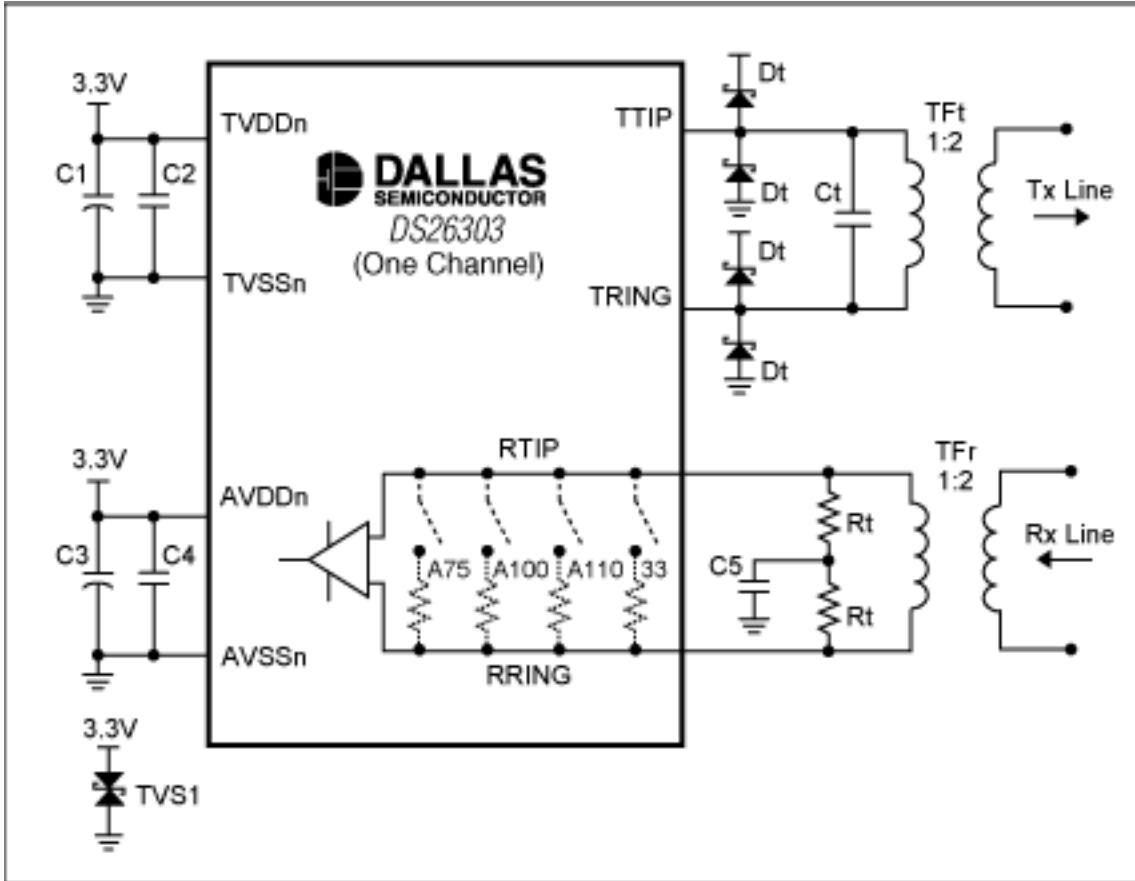 3.3V
C1
C2
TVDDn
TVSSn
DALLAS
SEMICONDUCTOR
DS26303
(One Channel)
TTIP
TRING
Dt
Dt
Dt
Dt
Ct
TFt
1:2
Tx Line
3.3V
C3
C4
AVDDn
AVSSn
RTIP
A75
A100
A110
33
RRING
C5
Rt
Rt
TFr
1:2
Rx Line
3.3V
TVS1